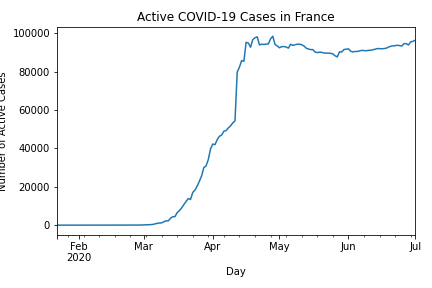 Active COVID-19 Cases in France
Number of Active Cases
100000
80000
60000
40000
20000
0
Feb Mar Apr May Jun Jul
2020
Day